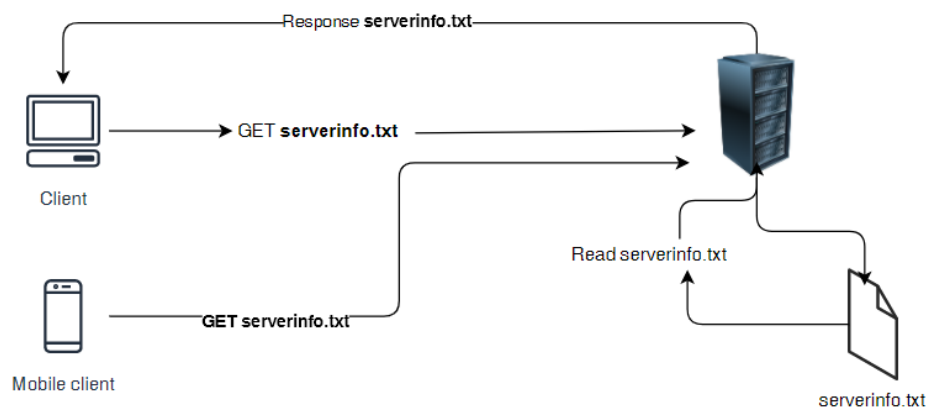 Response serverinfo.txt
GET serverinfo.txt
Client
Read serverinfo.txt
GET serverinfo.txt
Mobile client
serverinfo.txt